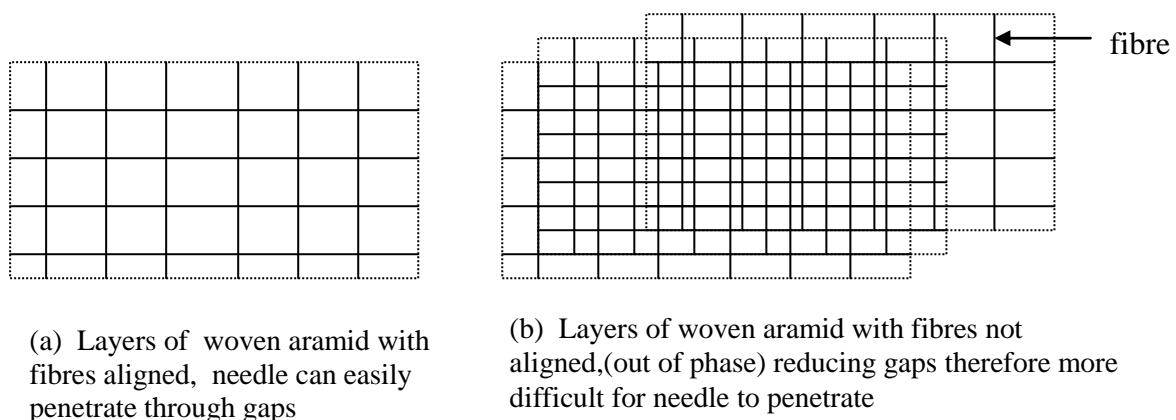 fibre
(a) Layers of woven aramid with
fibres aligned, needle can easily
penetrate through gaps
(b) Layers of woven aramid with fibres not
aligned,(out of phase) reducing gaps therefore more
difficult for needle to penetrate